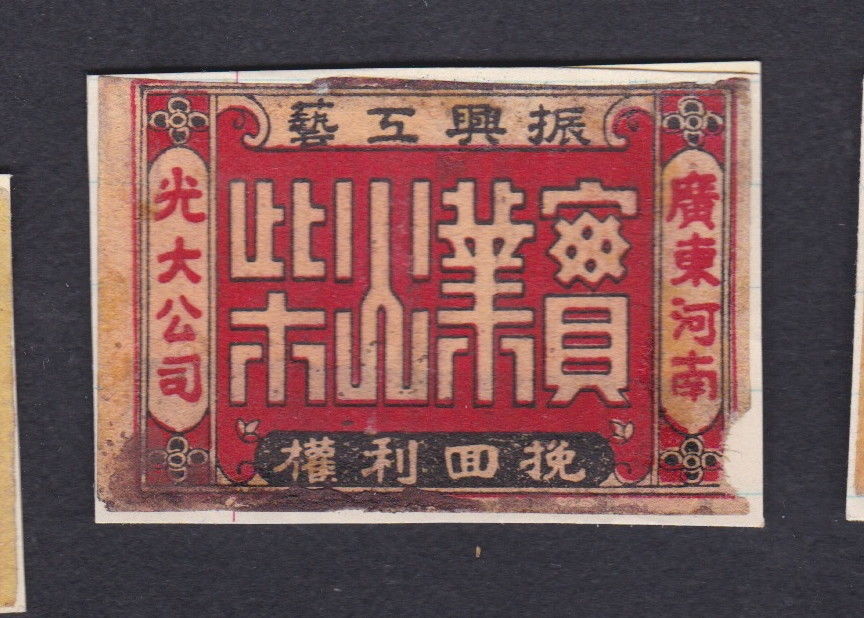 振興工藝
廣東河南
實業火柴
光大公司
挽囬利權